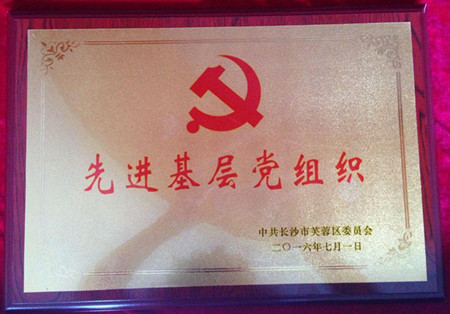 先进基层党组织
中共长沙市芙蓉区委员会
二〇一六年七月一日